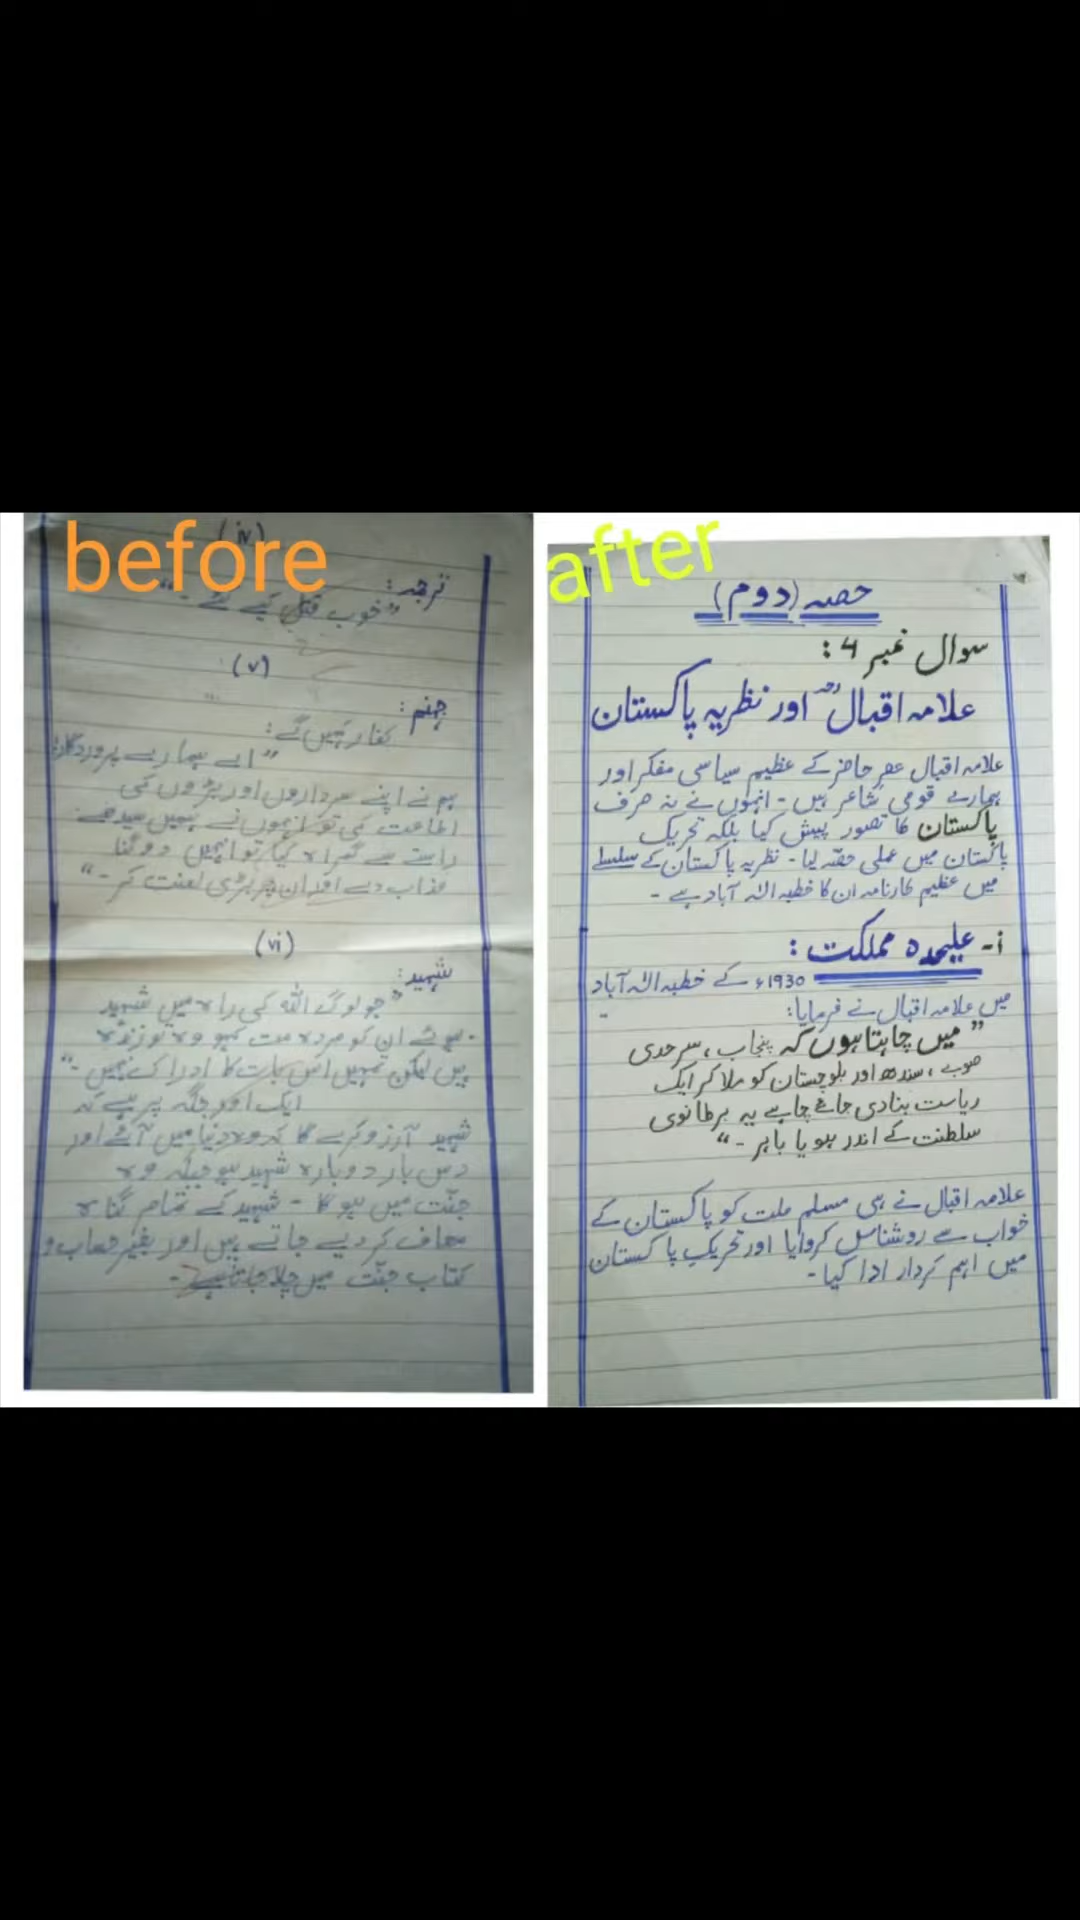 before
(iv)
ترجمہ:
"خوب قتل کیے گئے۔"
(v)
جہنم:
کفار کہیں گے:
"اے ہمارے پروردگار!
ہم نے اپنے سرداروں اور بڑوں کی
اطاعت کی تو انہوں نے ہمیں سیدھے
راستے سے گمراہ کیا تو انہیں دوگنا
عذاب دے اور ان پر بڑی لعنت کر۔"
(vi)
شہید:
"جو لوگ اللہ کی راہ میں شہید
ہوئے ان کو مردہ مت کہو وہ تو زندہ
ہیں لیکن تمہیں اس بات کا ادراک نہیں۔"
ایک اور جگہ پر ہے کہ
شہید آرزو کرے گا کہ وہ دنیا میں آئے اور
دس بار دوبارہ شہید ہو جبکہ وہ
جنّت میں ہو گا۔ شہید کے تمام گناہ
معاف کر دیے جاتے ہیں اور بغیر حساب و
کتاب جنّت میں چلا جاتا ہے۔
after
حصہ (دوم)
سوال نمبر 4:
علامہ اقبالؒ اور نظریہ پاکستان
علامہ اقبال عصرِ حاضر کے عظیم سیاسی مفکر اور
ہمارے قومی شاعر ہیں۔ انہوں نے نہ صرف
پاکستان کا تصور پیش کیا بلکہ تحریک
پاکستان میں عملی حصّہ لیا۔ نظریہ پاکستان کے سلسلے
میں عظیم کارنامہ ان کا خطبہ الہٰ آباد ہے۔
i- علیحدہ مملکت:
1930ء کے خطبہ الہٰ آباد
میں علامہ اقبال نے فرمایا:
"میں چاہتا ہوں کہ پنجاب، سرحدی
صوبے، سندھ اور بلوچستان کو ملا کر ایک
ریاست بنا دی جائے چاہے یہ برطانوی
سلطنت کے اندر ہو یا باہر۔"
علامہ اقبال نے ہی مسلم ملت کو پاکستان کے
خواب سے روشناس کروایا اور تحریکِ پاکستان
میں اہم کردار ادا کیا۔